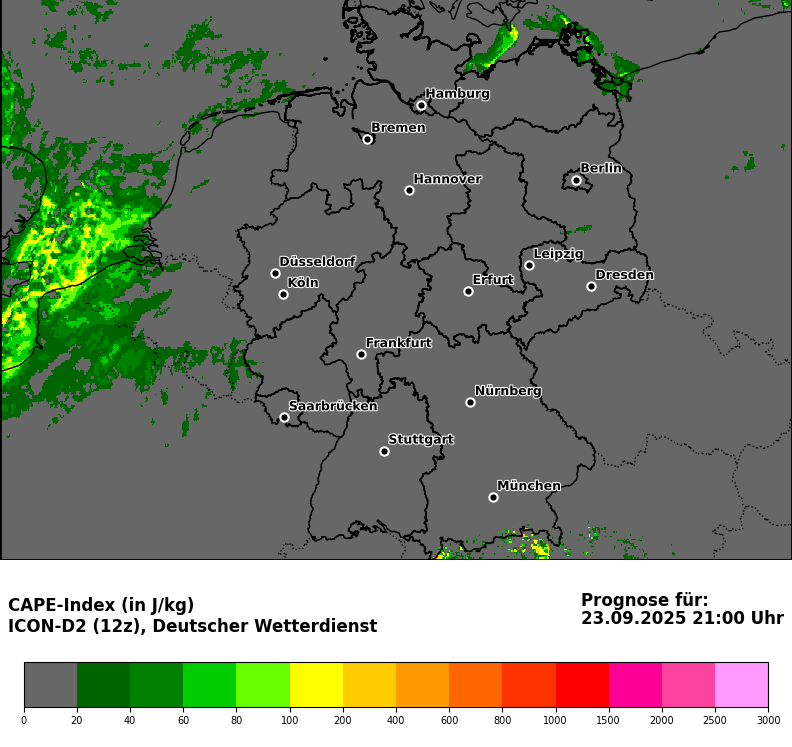 Hamburg
Bremen
Berlin
Hannover
Leipzig
Düsseldorf
Dresden
Erfurt
Köln
Frankfurt
Nürnberg
Saarbrücken
Stuttgart
München
CAPE-Index (in J/kg)
ICON-D2 (12z), Deutscher Wetterdienst
Prognose für:
23.09.2025 21:00 Uhr
0 20 40 60 80 100 200 400 600 800 1000 1500 2000 2500 3000